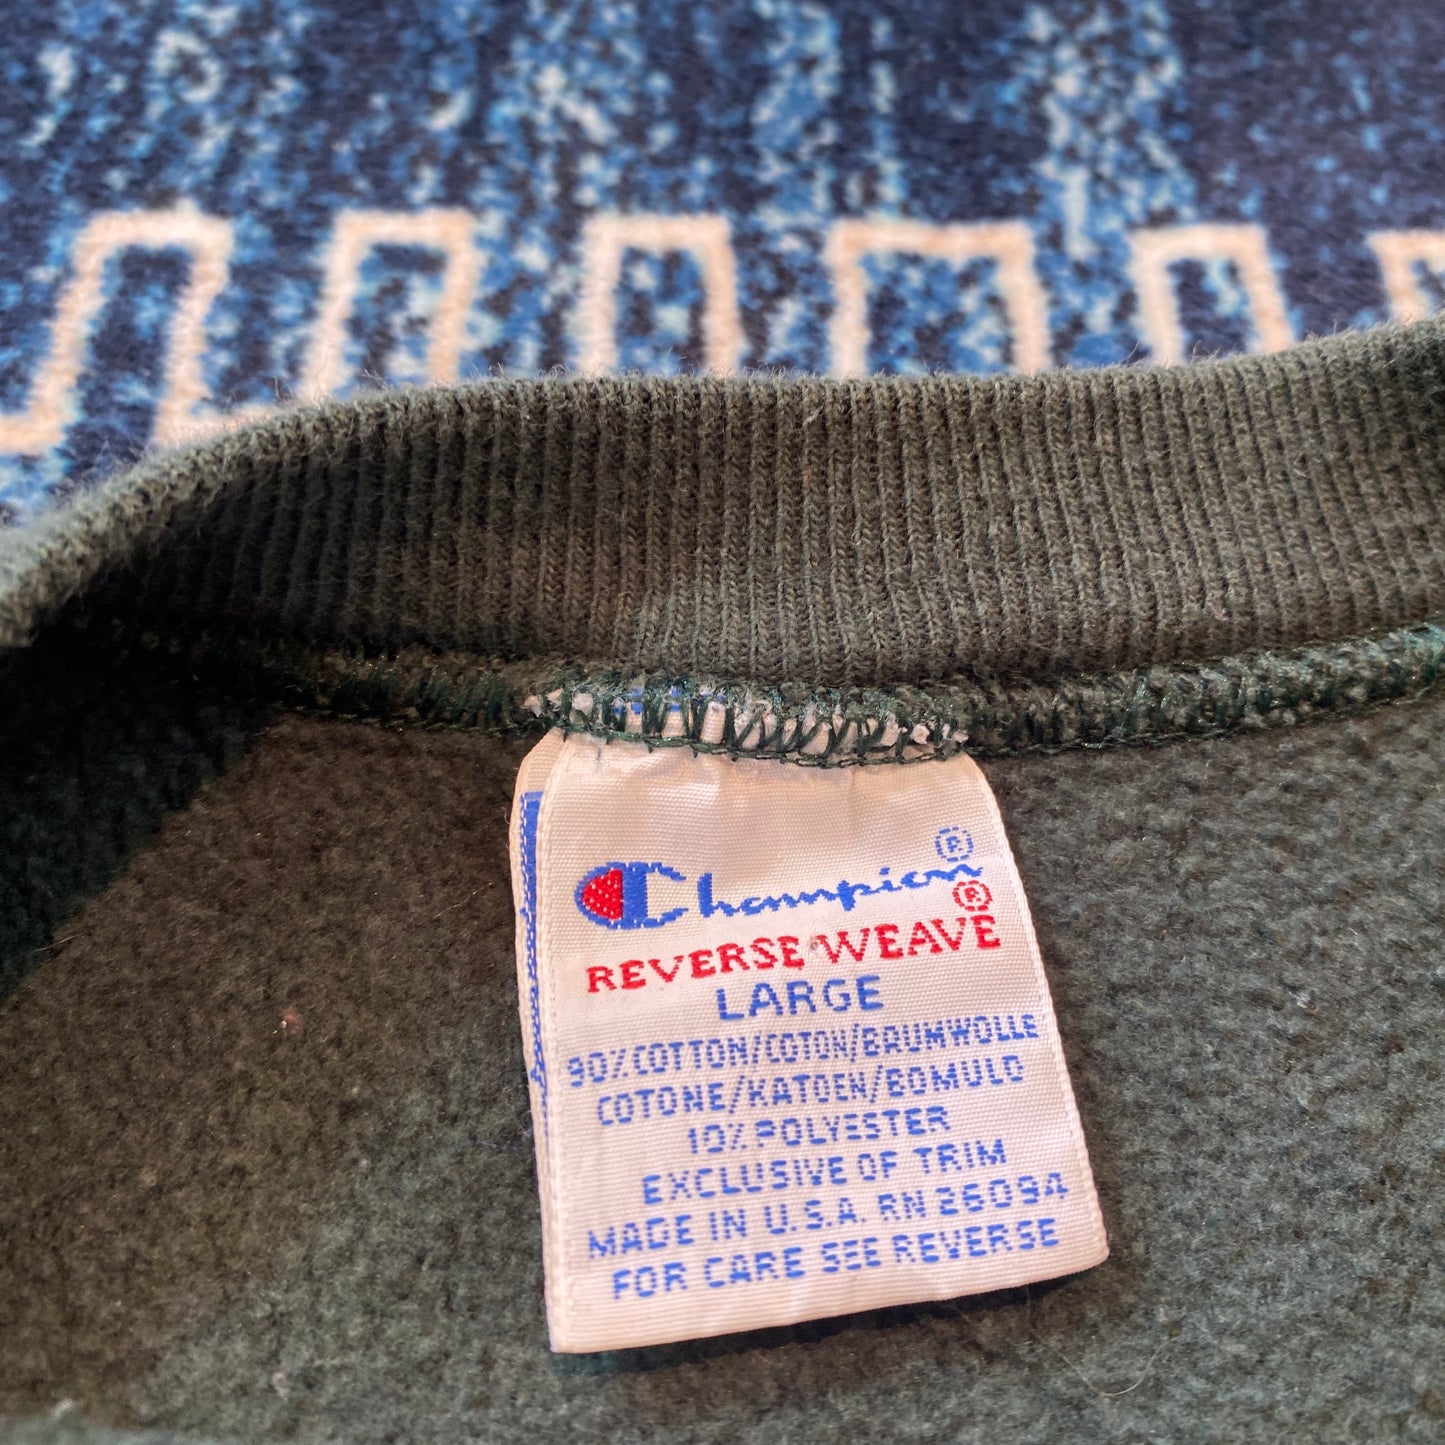 Champion®
®
REVERSE WEAVE
LARGE
90% COTTON/COTON/BRUMWOLLE
COTONE/KATOEN/BOMULD
10% POLYESTER
EXCLUSIVE OF TRIM
MADE IN U.S.A. RN 26094
FOR CARE SEE REVERSE